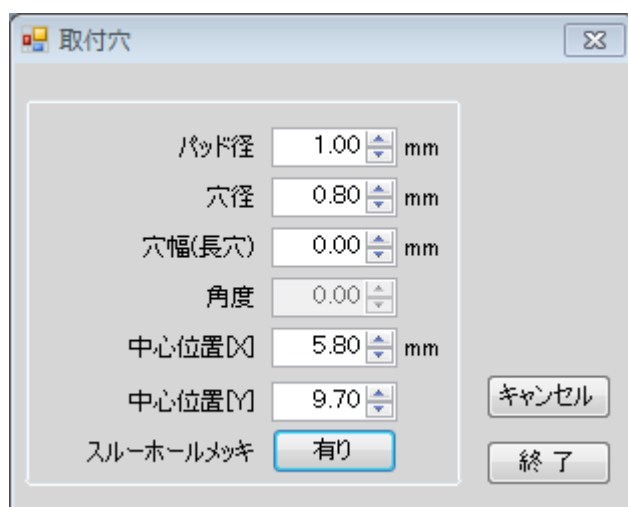 取付穴
パッド径 1.00 mm
穴径 0.80 mm
穴幅(長穴) 0.00 mm
角度 0.00
中心位置[X] 5.80 mm
中心位置[Y] 9.70
キャンセル
スルーホールメッキ 有り
終 了